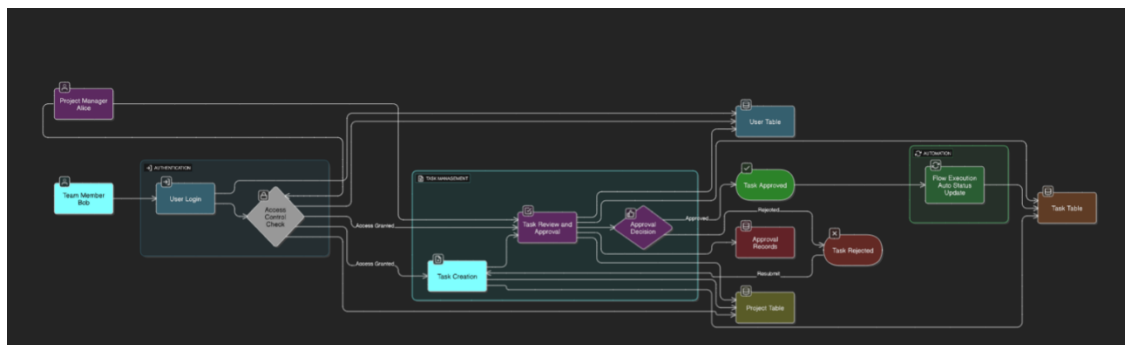 Project Manager
Alice
User Table
AUTHENTICATION
AUTOMATION
TASK MANAGEMENT
Team Member
Bob
User Login
Access
Control
Check
Access Granted
Access Granted
Task Review and
Approval
Approval
Decision
Approved
Task Approved
Flow Execution
Auto Status
Update
Task Table
Rejected
Approval
Records
Task Rejected
Task Creation
Resubmit
Project Table